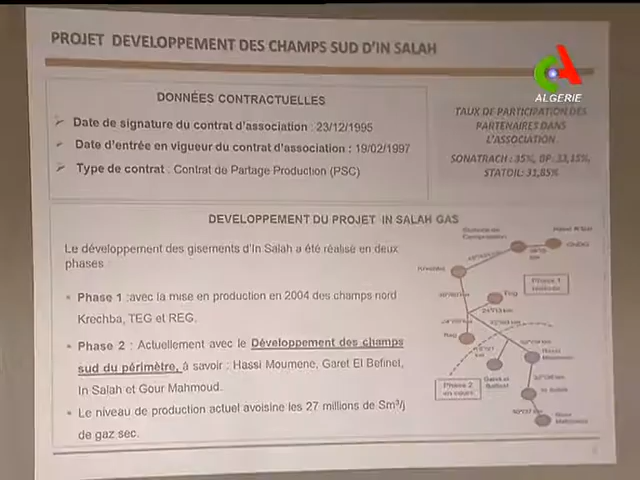 PROJET DEVELOPPEMENT DES CHAMPS SUD D'IN SALAH
ALGERIE
DONNÉES CONTRACTUELLES
Date de signature du contrat d'association : 23/12/1995
Date d'entrée en vigueur du contrat d'association : 19/02/1997
Type de contrat : Contrat de Partage Production (PSC)
TAUX DE PARTICIPATION DES
PARTENAIRES DANS
L'ASSOCIATION
SONATRACH : 35%, BP: 33,15%,
STATOIL: 31,85%
DEVELOPPEMENT DU PROJET IN SALAH GAS
Le développement des gisements d'In Salah a été réalisé en deux
phases
• Phase 1 :avec la mise en production en 2004 des champs nord
Krechba, TEG et REG.
• Phase 2 : Actuellement avec le Développement des champs
sud du périmètre, à savoir : Hassi Moumene, Garet El Befinel,
In Salah et Gour Mahmoud.
• Le niveau de production actuel avoisine les 27 millions de Sm³/j
de gaz sec.
Krechba
Phase 1
Teg
Reg
Phase 2
en cours